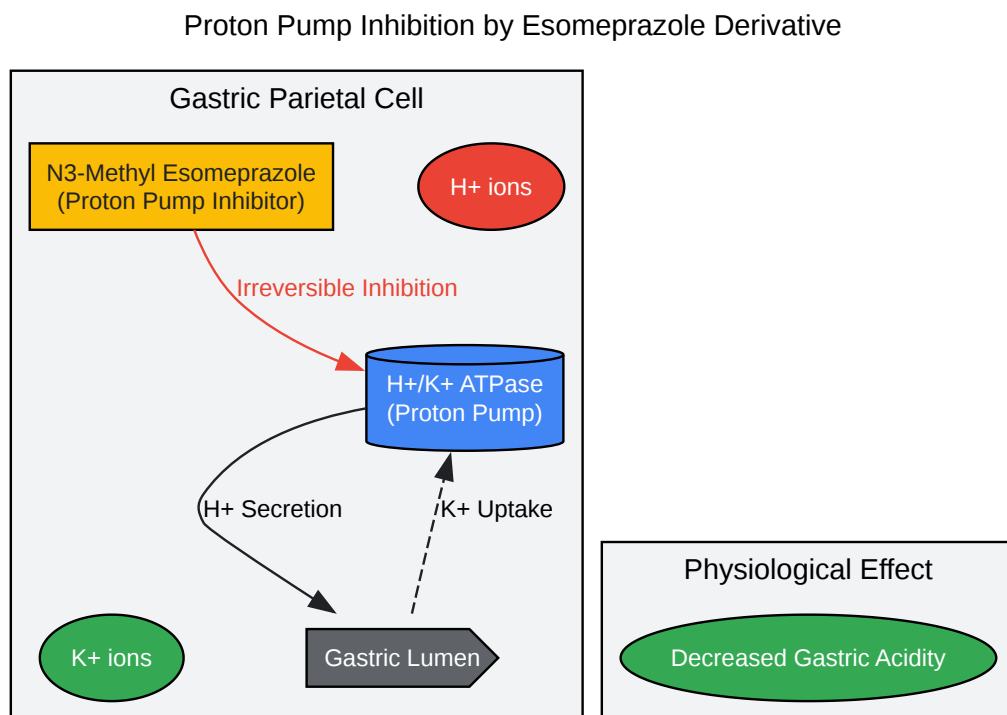 Proton Pump Inhibition by Esomeprazole Derivative
Gastric Parietal Cell
N3-Methyl Esomeprazole
(Proton Pump Inhibitor)
H+ ions
Irreversible Inhibition
H+/K+ ATPase
(Proton Pump)
H+ Secretion
K+ Uptake
K+ ions
Gastric Lumen
Physiological Effect
Decreased Gastric Acidity